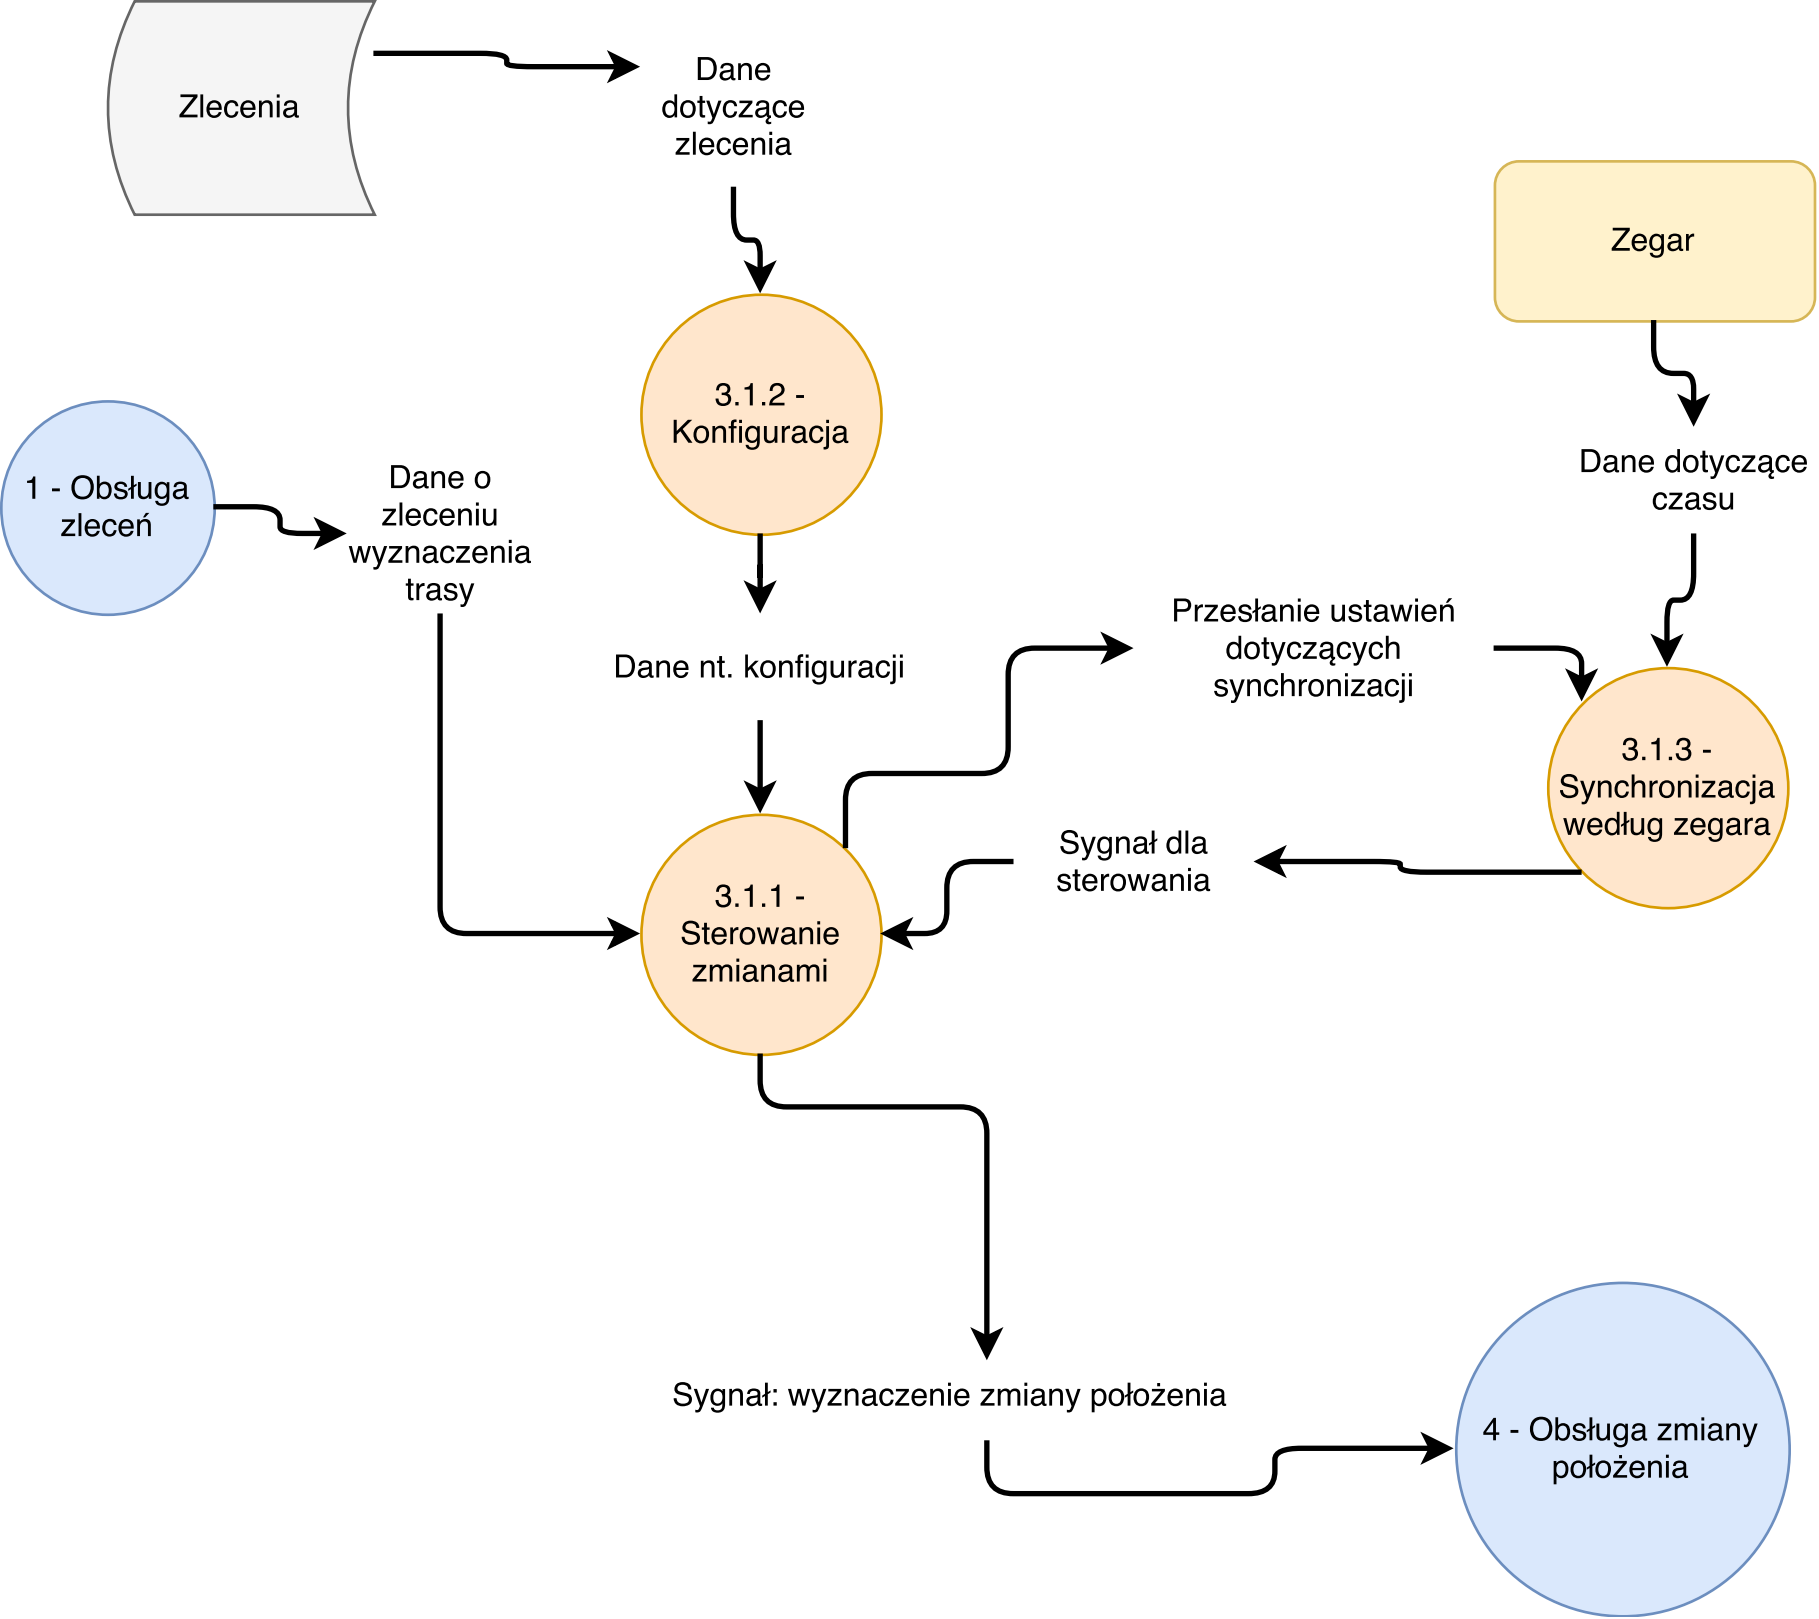 Zlecenia
Dane
dotyczące
zlecenia
Zegar
3.1.2 -
Konfiguracja
1 - Obsługa
zleceń
Dane o
zleceniu
wyznaczenia
trasy
Dane dotyczące
czasu
Dane nt. konfiguracji
Przesłanie ustawień
dotyczących
synchronizacji
3.1.3 -
Synchronizacja
według zegara
Sygnał dla
sterowania
3.1.1 -
Sterowanie
zmianami
Sygnał: wyznaczenie zmiany położenia
4 - Obsługa zmiany
położenia